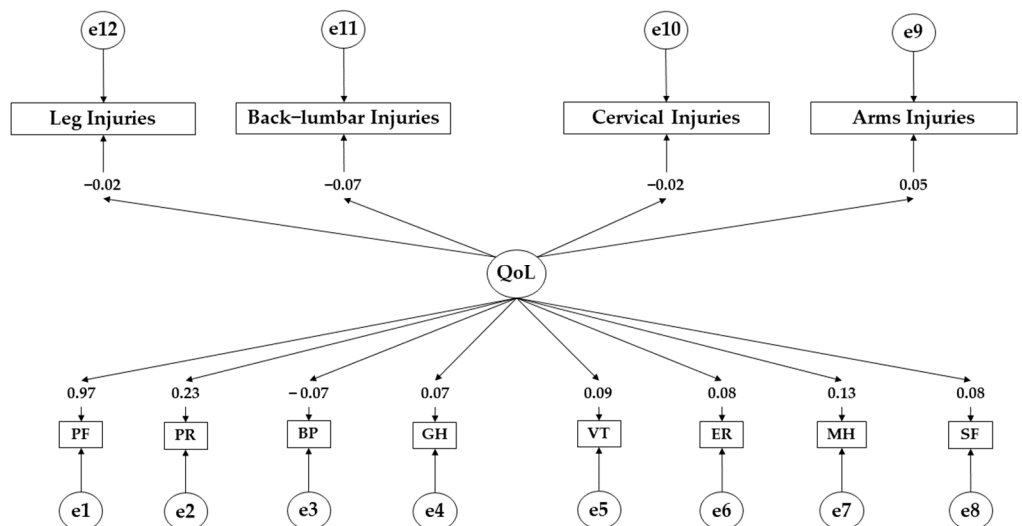 e12 e11 e10 e9
Leg Injuries Back−lumbar Injuries Cervical Injuries Arms Injuries
−0.02 −0.07 −0.02 0.05
QoL
0.97 0.23 −0.07 0.07 0.09 0.08 0.13 0.08
PF PR BP GH VT ER MH SF
e1 e2 e3 e4 e5 e6 e7 e8